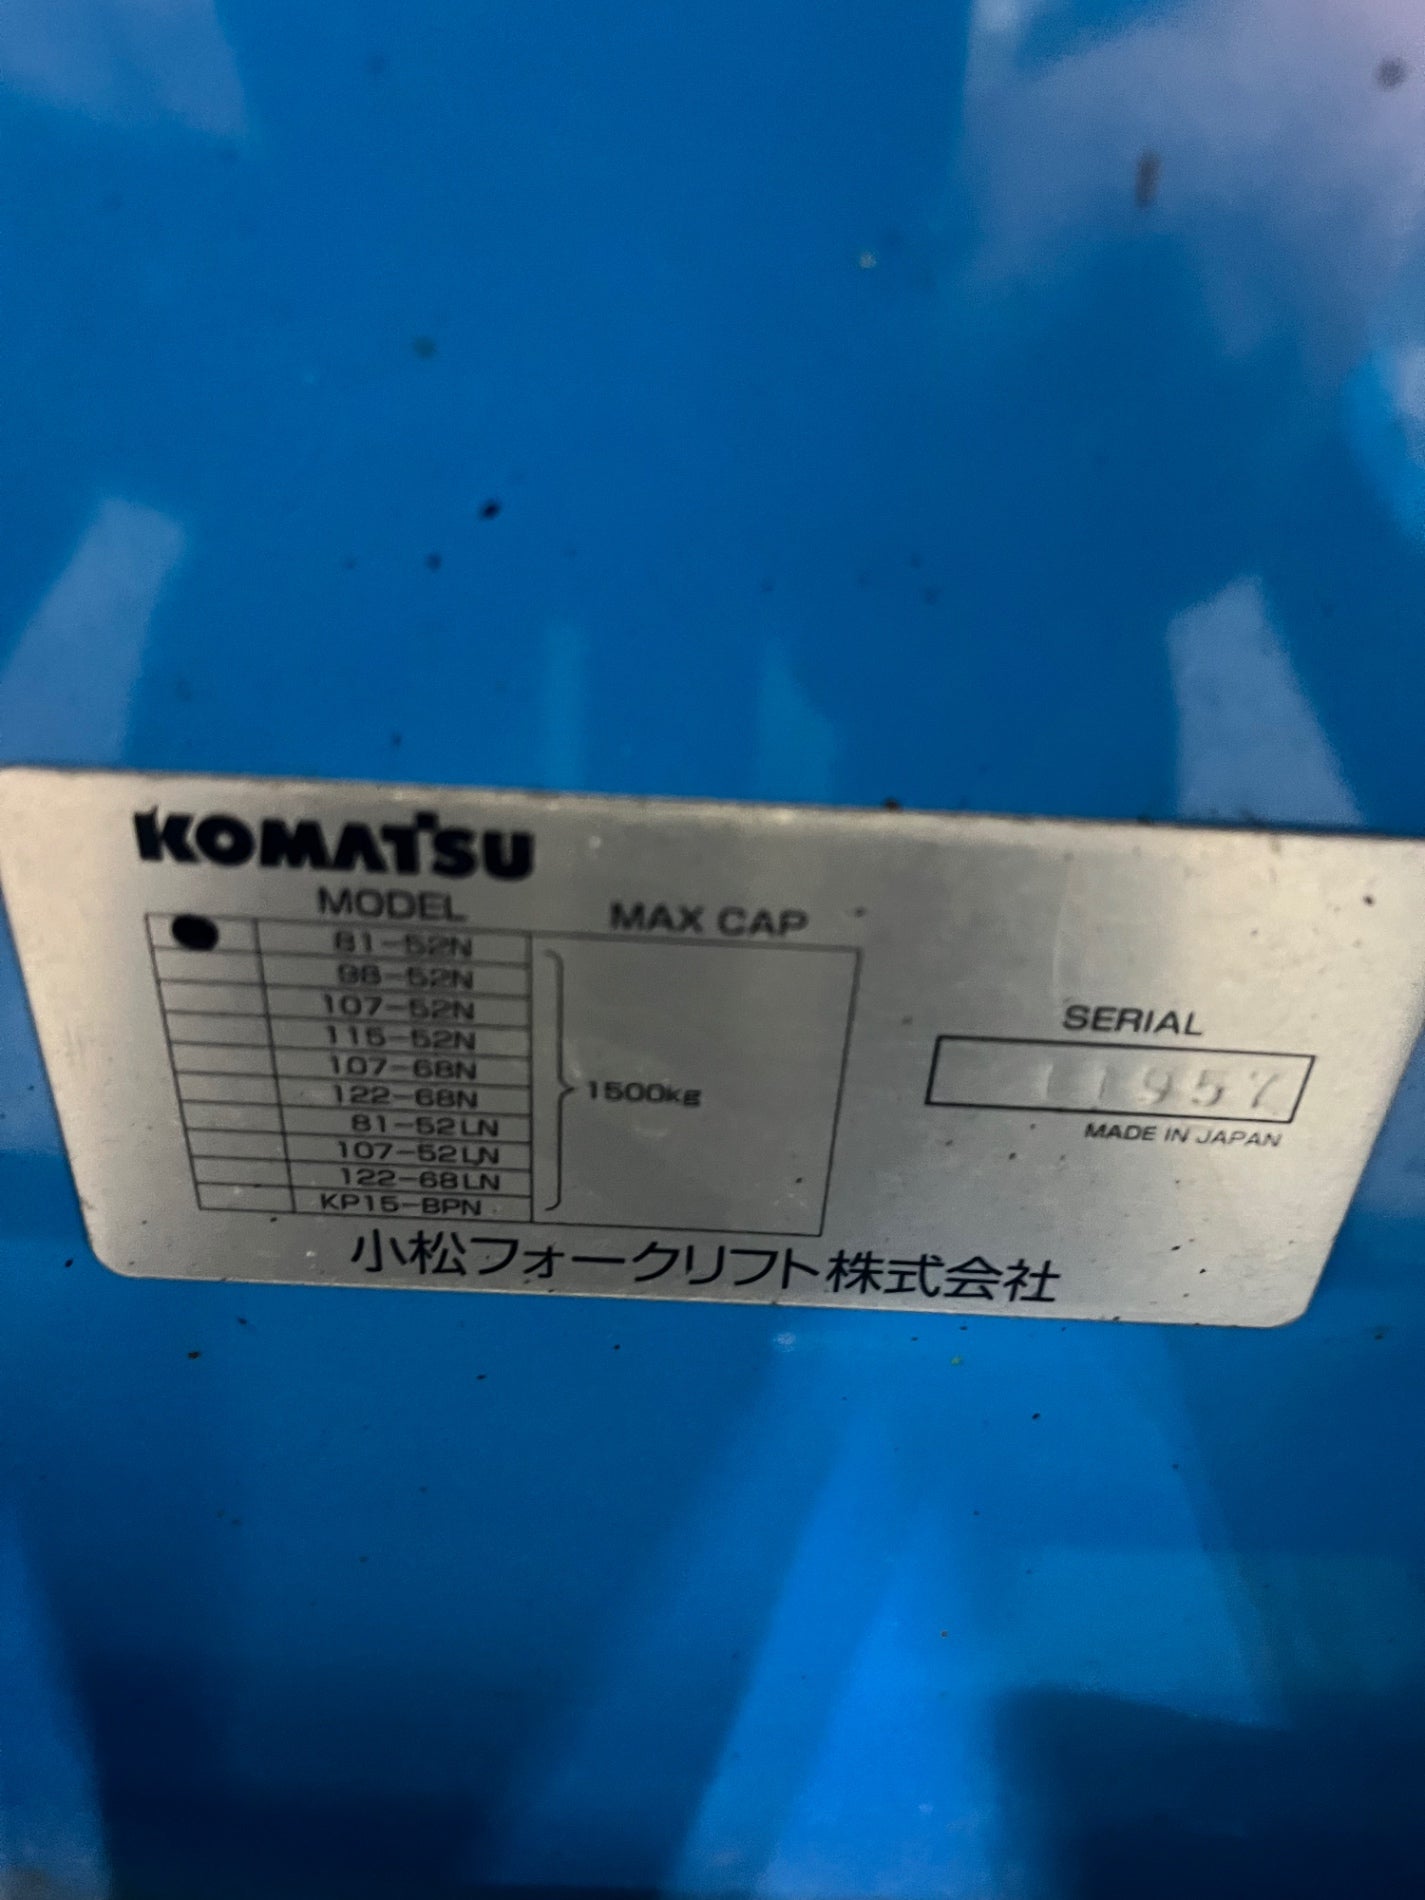 KOMATSU
MODEL MAX CAP
81-52N
98-52N
107-52N
115-52N
107-68N
122-68N
81-52LN
107-52LN
122-68LN
KP15-BPN
1500kg
SERIAL
11957
MADE IN JAPAN
小松フォークリフト株式会社